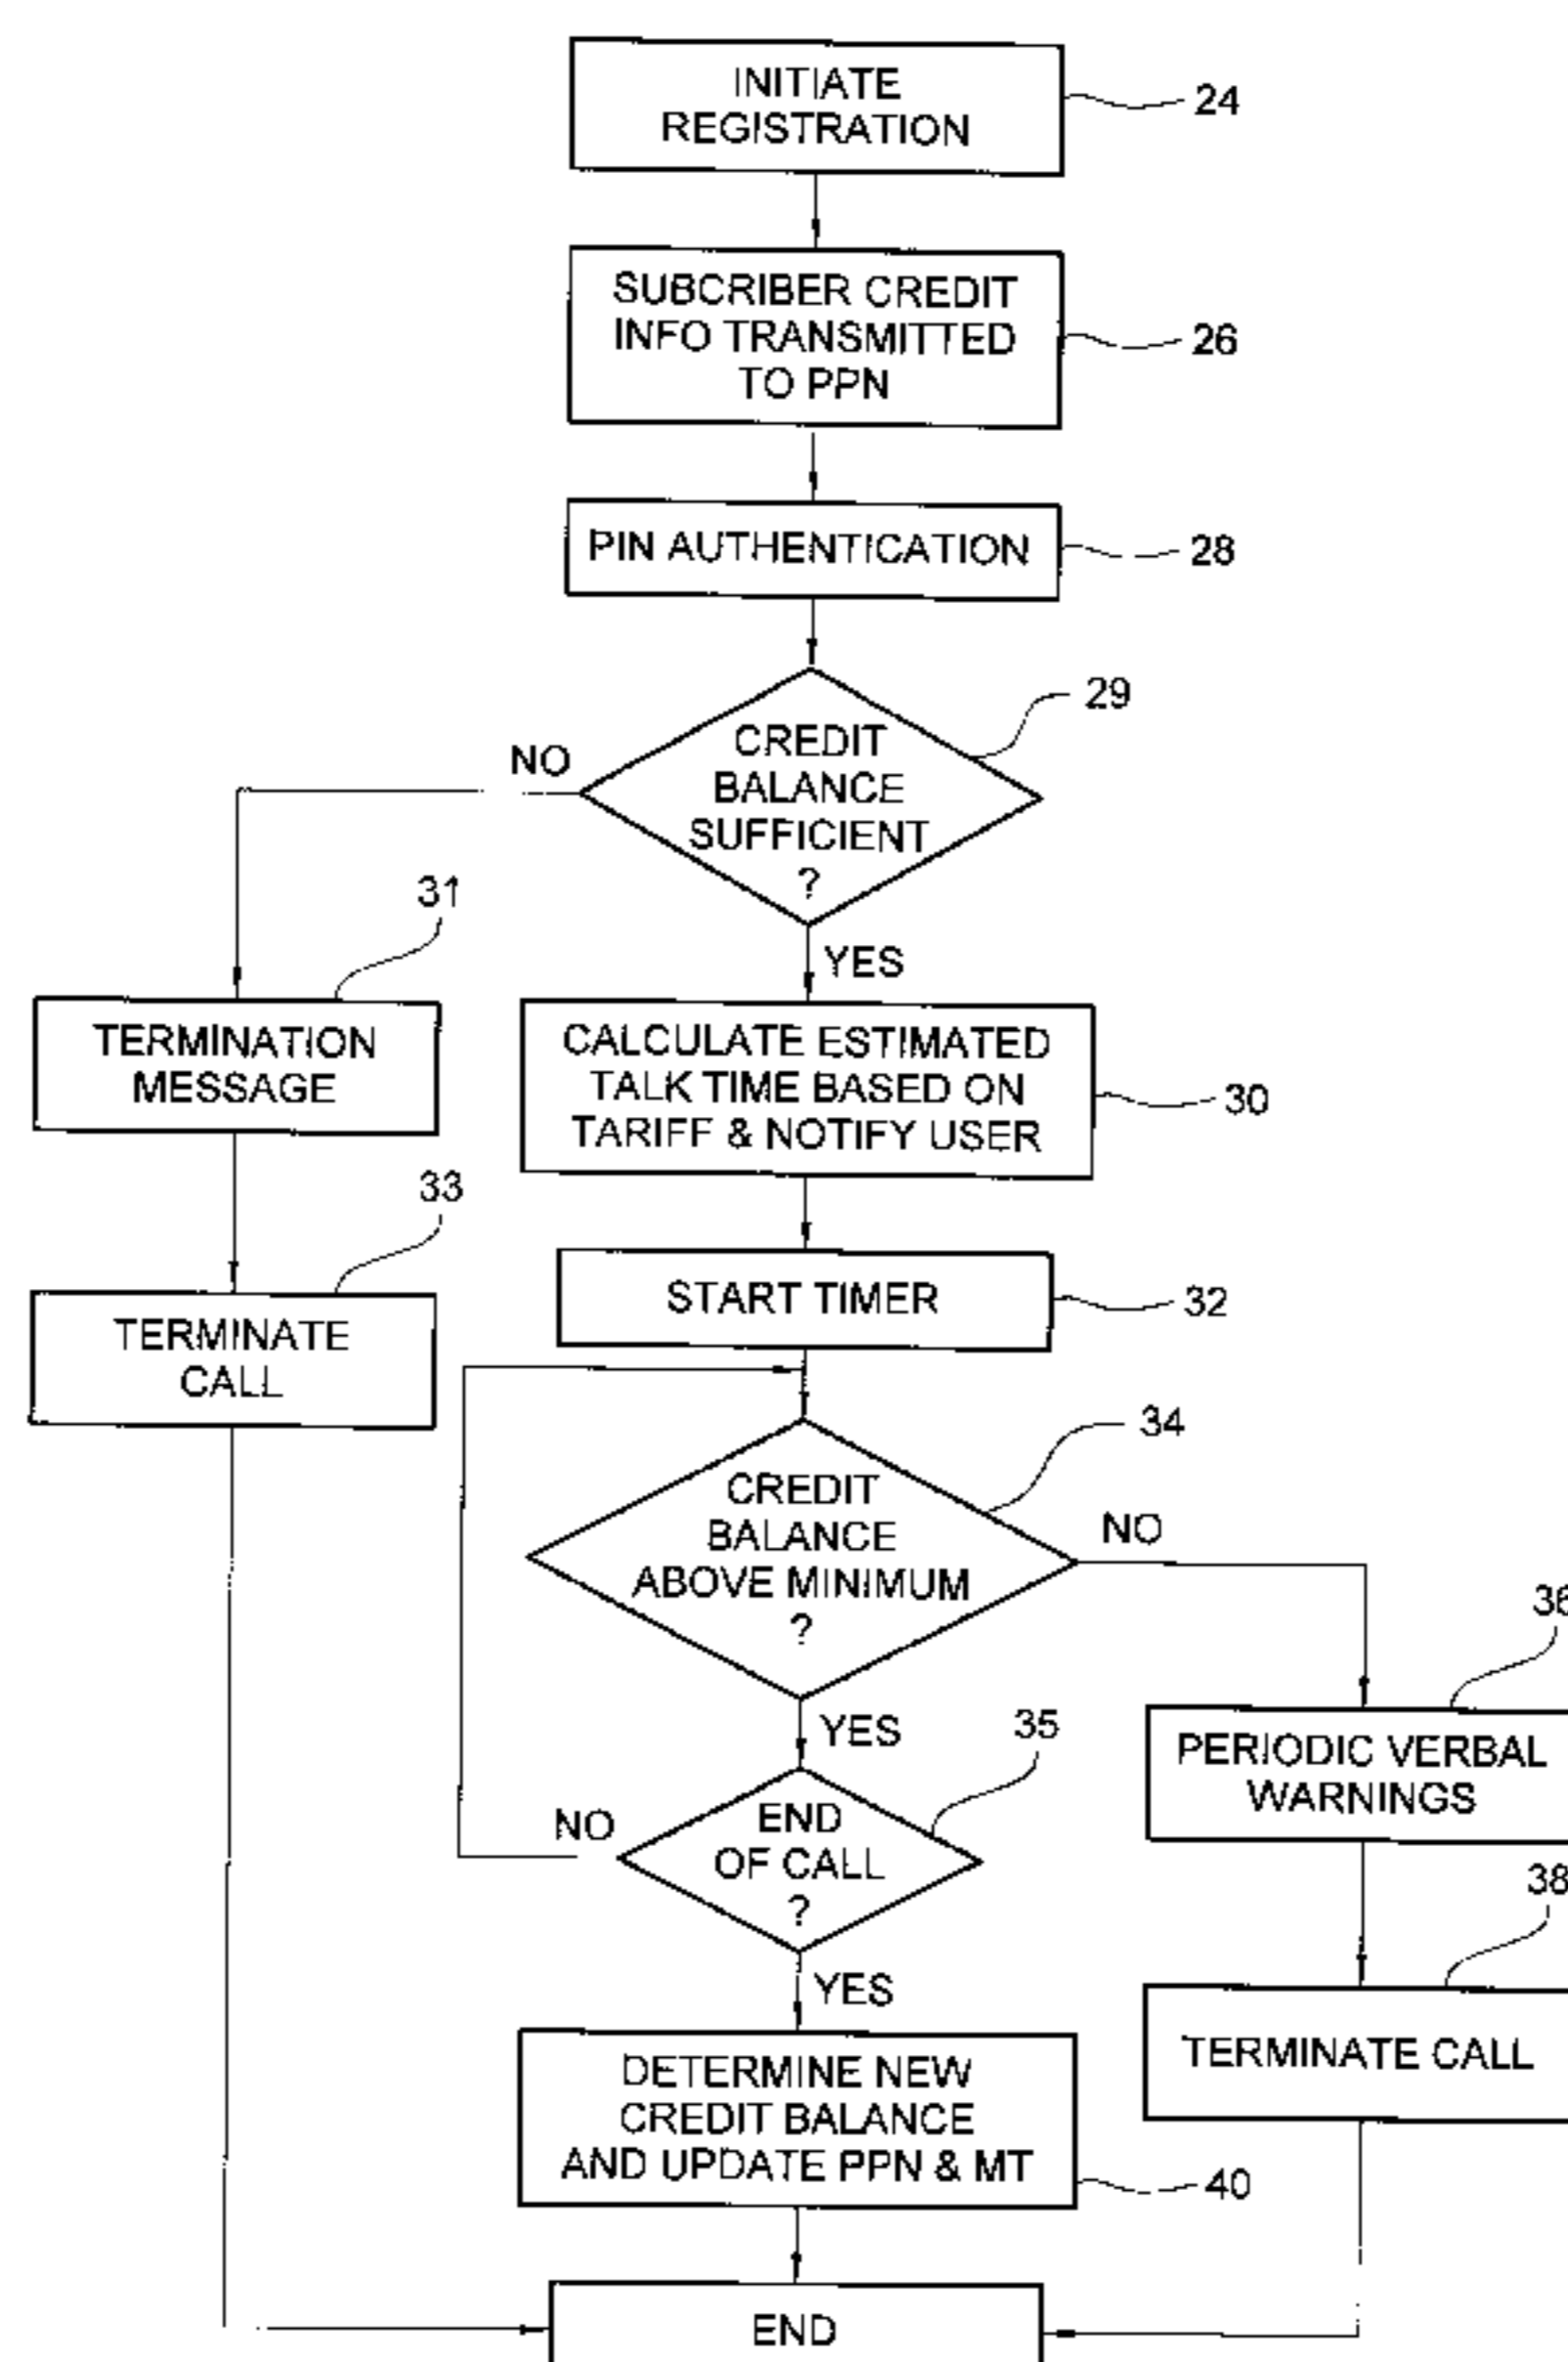 INITIATE
REGISTRATION
24
SUBCRIBER CREDIT
INFO TRANSMITTED
TO PPN
26
PIN AUTHENTICATION
28
29
CREDIT
BALANCE
SUFFICIENT
?
NO
YES
31
TERMINATION
MESSAGE
CALCULATE ESTIMATED
TALK TIME BASED ON
TARIFF & NOTIFY USER
30
33
TERMINATE
CALL
START TIMER
32
34
CREDIT
BALANCE
ABOVE MINIMUM
?
NO
YES
36
PERIODIC VERBAL
WARNINGS
35
END
OF CALL
?
NO
YES
38
TERMINATE CALL
DETERMINE NEW
CREDIT BALANCE
AND UPDATE PPN & MT
40
END